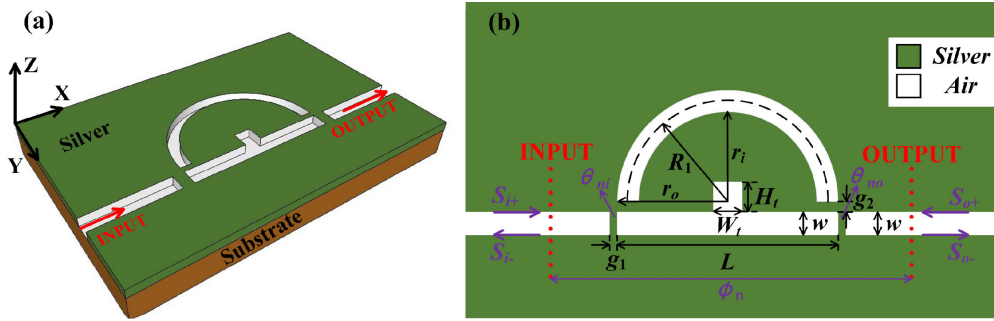 (a)
Z
X
Y
Silver
OUTPUT
INPUT
Substrate
(b)
Silver
Air
INPUT
OUTPUT
R₁
rᵢ
rₒ
Hₜ
Wₜ
θₙᵢ
θₙₒ
g₂
Sᵢ₊
Sᵢ₋
Sₒ₊
Sₒ₋
w
w
g₁
L
ϕₙ